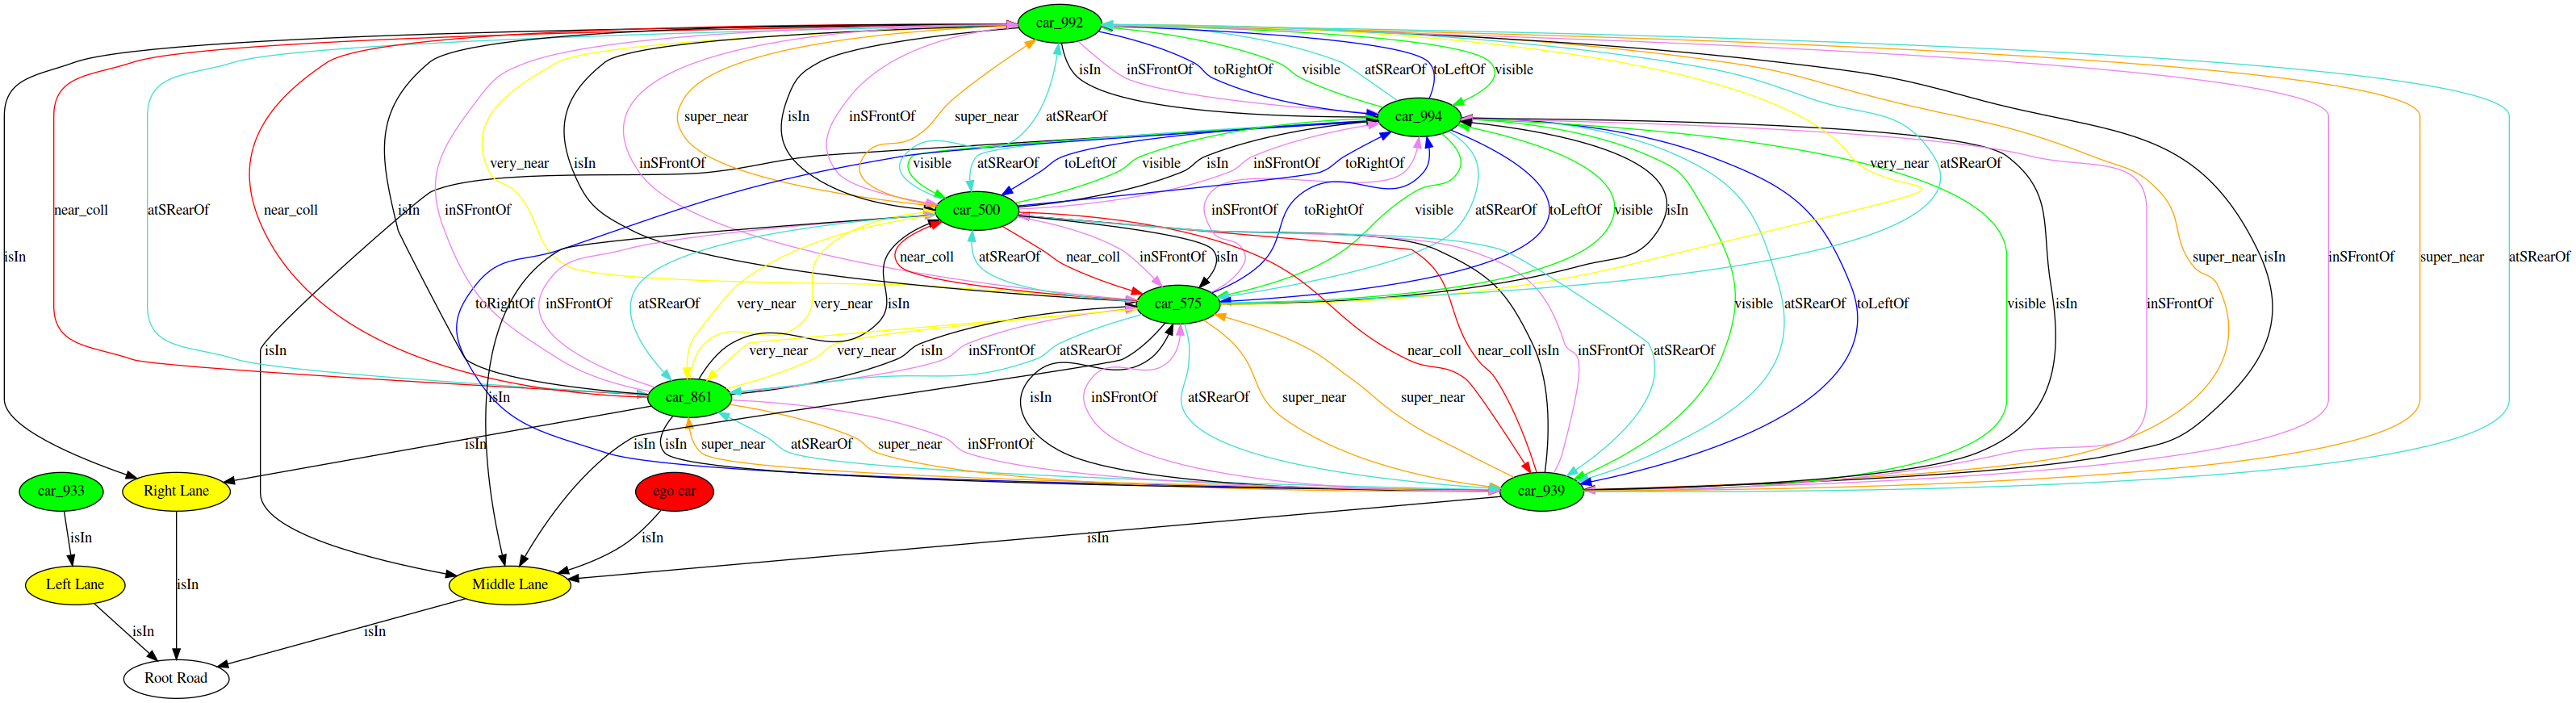 car_992
isIn inSFrontOf toRightOf visible atSRearOf toLeftOf visible
car_994
super_near isIn inSFrontOf super_near atSRearOf
very_near isIn inSFrontOf visible atSRearOf toLeftOf visible isIn inSFrontOf toRightOf very_near atSRearOf
near_coll atSRearOf near_coll isIn inSFrontOf car_500 inSFrontOf toRightOf visible atSRearOf toLeftOf visible isIn
isIn near_coll atSRearOf near_coll inSFrontOf isIn super_near isIn inSFrontOf super_near atSRearOf
toRightOf inSFrontOf atSRearOf very_near very_near isIn car_575 visible atSRearOf toLeftOf visible isIn inSFrontOf
isIn very_near very_near isIn inSFrontOf atSRearOf near_coll near_coll isIn inSFrontOf atSRearOf
isIn car_861 isIn inSFrontOf atSRearOf super_near super_near
isIn isIn isIn super_near atSRearOf super_near inSFrontOf
car_933 Right Lane ego car car_939
isIn isIn isIn
Left Lane isIn Middle Lane
isIn isIn
Root Road